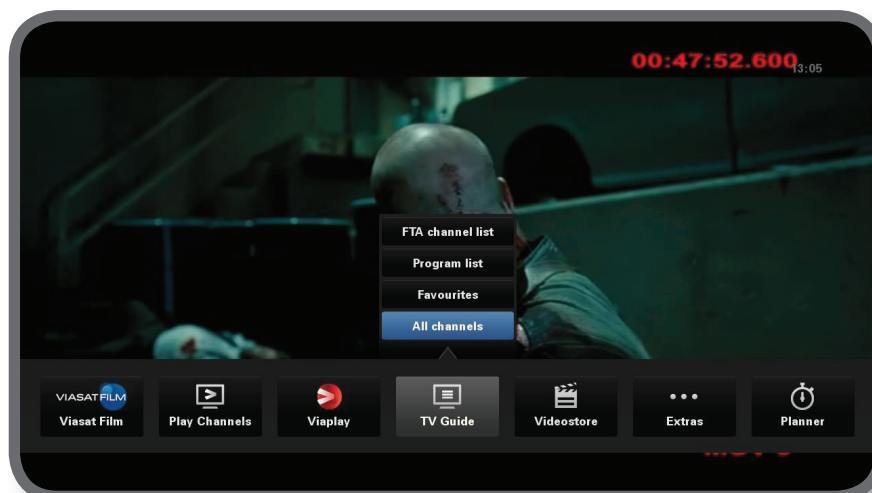 00:47:52.600
13:05
FTA channel list
Program list
Favourites
All channels
VIASAT FILM
Viasat Film
Play Channels
Viaplay
TV Guide
Videostore
Extras
Planner